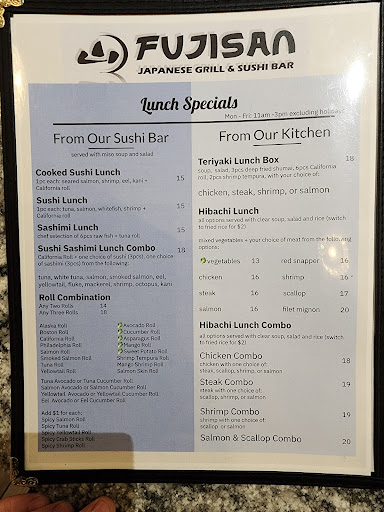 FUJISAN
JAPANESE GRILL & SUSHI BAR
Lunch Specials
Mon - Fri: 11am -3pm excluding holidays
From Our Sushi Bar
served with miso soup and salad
Cooked Sushi Lunch
1pc each: seared salmon, shrimp, eel, kani + 15
California roll
Sushi Lunch
1pc each: tuna, salmon, whitefish, shrimp + 15
California roll
Sashimi Lunch
chef selection of 6pcs raw fish + tuna roll 15
Sushi Sashimi Lunch Combo 18
California Roll + one choice of sushi (3pcs), one choice
of sashimi (3pcs) from the following:
tuna, white tuna, salmon, smoked salmon, eel,
yellowtail, fluke, mackerel, shrimp, octopus, kani
Roll Combination
Any Two Rolls 14
Any Three Rolls 18
Alaska Roll
Boston Roll
California Roll
Philadelphia Roll
Salmon Roll
Smoked Salmon Roll
Tuna Roll
Yellowtail Roll
Avocado Roll
Cucumber Roll
Asparagus Roll
Mango Roll
Sweet Potato Roll
Shrimp Tempura Roll
Mango Shrimp Roll
Salmon Skin Roll
Tuna Avocado or Tuna Cucumber Roll
Salmon Avocado or Salmon Cucumber Roll
Yellowtail Avocado or Yellowtail Cucumber Roll
Eel Avocado or Eel Cucumber Roll
Add $1 for each:
Spicy Salmon Roll
Spicy Tuna Roll
Spicy Yellowtail Roll
Spicy Crab Sticks Roll
Spicy Shrimp Roll
From Our Kitchen
Teriyaki Lunch Box 18
soup, salad, 3pcs deep fried shumai, 6pcs California
roll, 2pcs shrimp tempura, with your choice of:
chicken, steak, shrimp, or salmon
Hibachi Lunch
all options served with clear soup, salad and rice (switch
to fried rice for $2)
mixed vegetables + your choice of meat from the following
options:
vegetables 13 red snapper 16
chicken 16 shrimp 16
steak 16 scallop 17
salmon 16 filet mignon 20
Hibachi Lunch Combo
all options served with clear soup, salad and rice (switch
to fried rice for $2)
Chicken Combo
chicken with one choice of: 18
steak, scallop, shrimp, or salmon
Steak Combo
steak with one choice of: 19
scallop, shrimp, or salmon
Shrimp Combo
shrimp with one choice of: 19
scallop, or salmon
Salmon & Scallop Combo 20